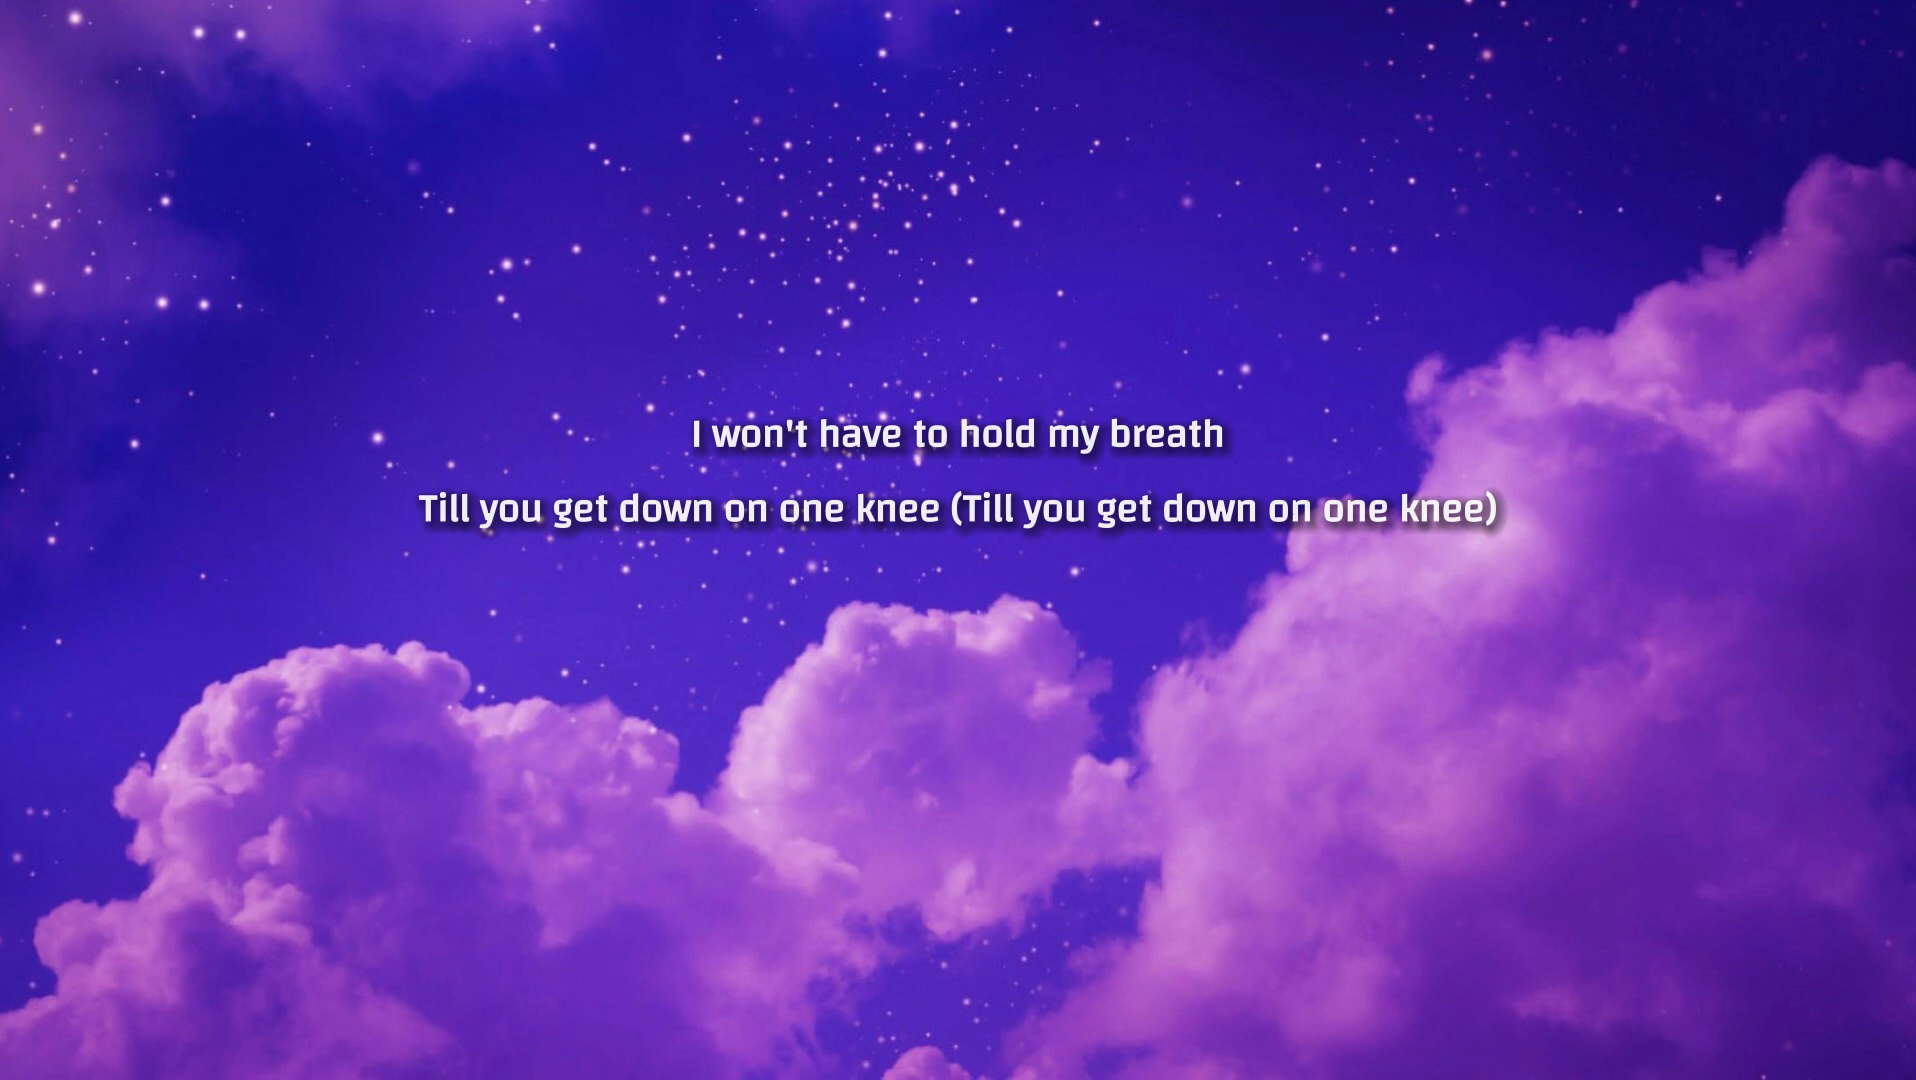 I won't have to hold my breath
Till you get down on one knee (Till you get down on one knee)